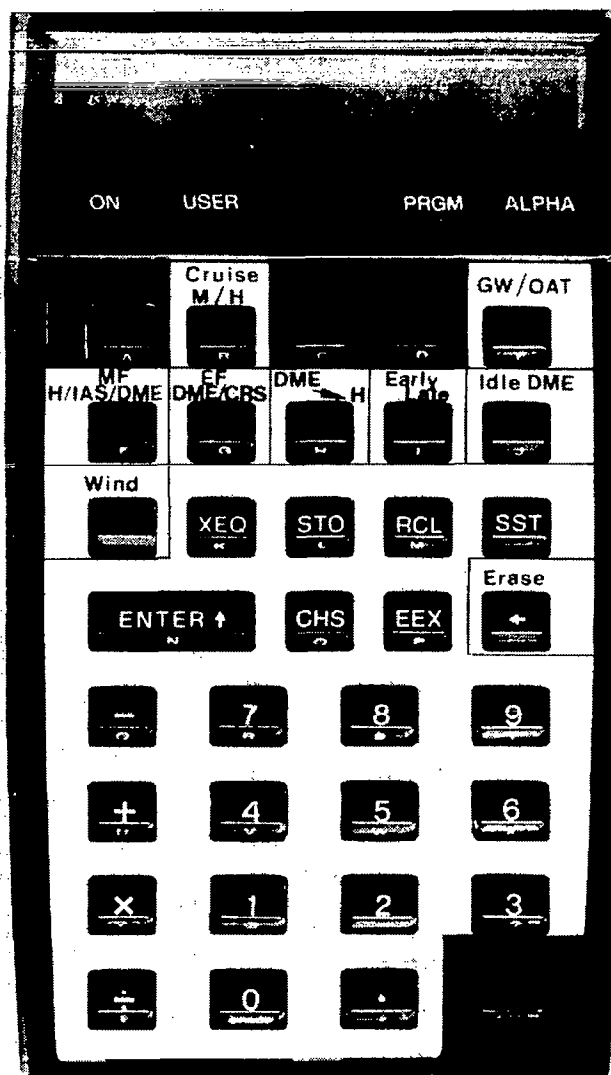 ON USER PRGM ALPHA
Cruise
M/H
GW/OAT
MF
H/IAS/DME
EF
DME/CRS
DME
H
Early
Late
Idle DME
Wind
XEQ STO RCL SST
K L M
Erase
ENTER ↑ CHS EEX ←
N
− 7 8 9
+ 4 5 6
× 1 2 3
÷ 0 .